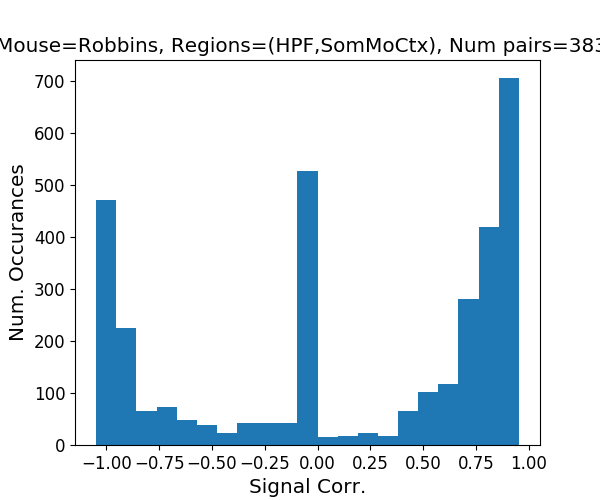 Mouse=Robbins, Regions=(HPF,SomMoCtx), Num pairs=383
700
600
500
400
300
200
100
0
Num. Occurances
−1.00 −0.75 −0.50 −0.25 0.00 0.25 0.50 0.75 1.00
Signal Corr.